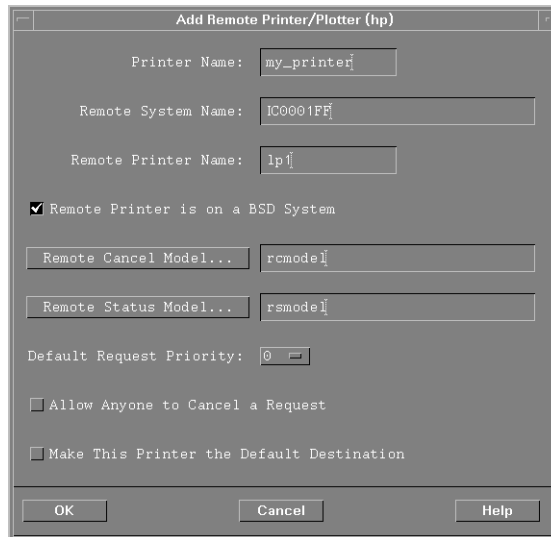 Add Remote Printer/Plotter (hp)
Printer Name: my_printer
Remote System Name: IC0001FF
Remote Printer Name: lp1
Remote Printer is on a BSD System
Remote Cancel Model... rcmodel
Remote Status Model... rsmodel
Default Request Priority: 0
Allow Anyone to Cancel a Request
Make This Printer the Default Destination
OK Cancel Help